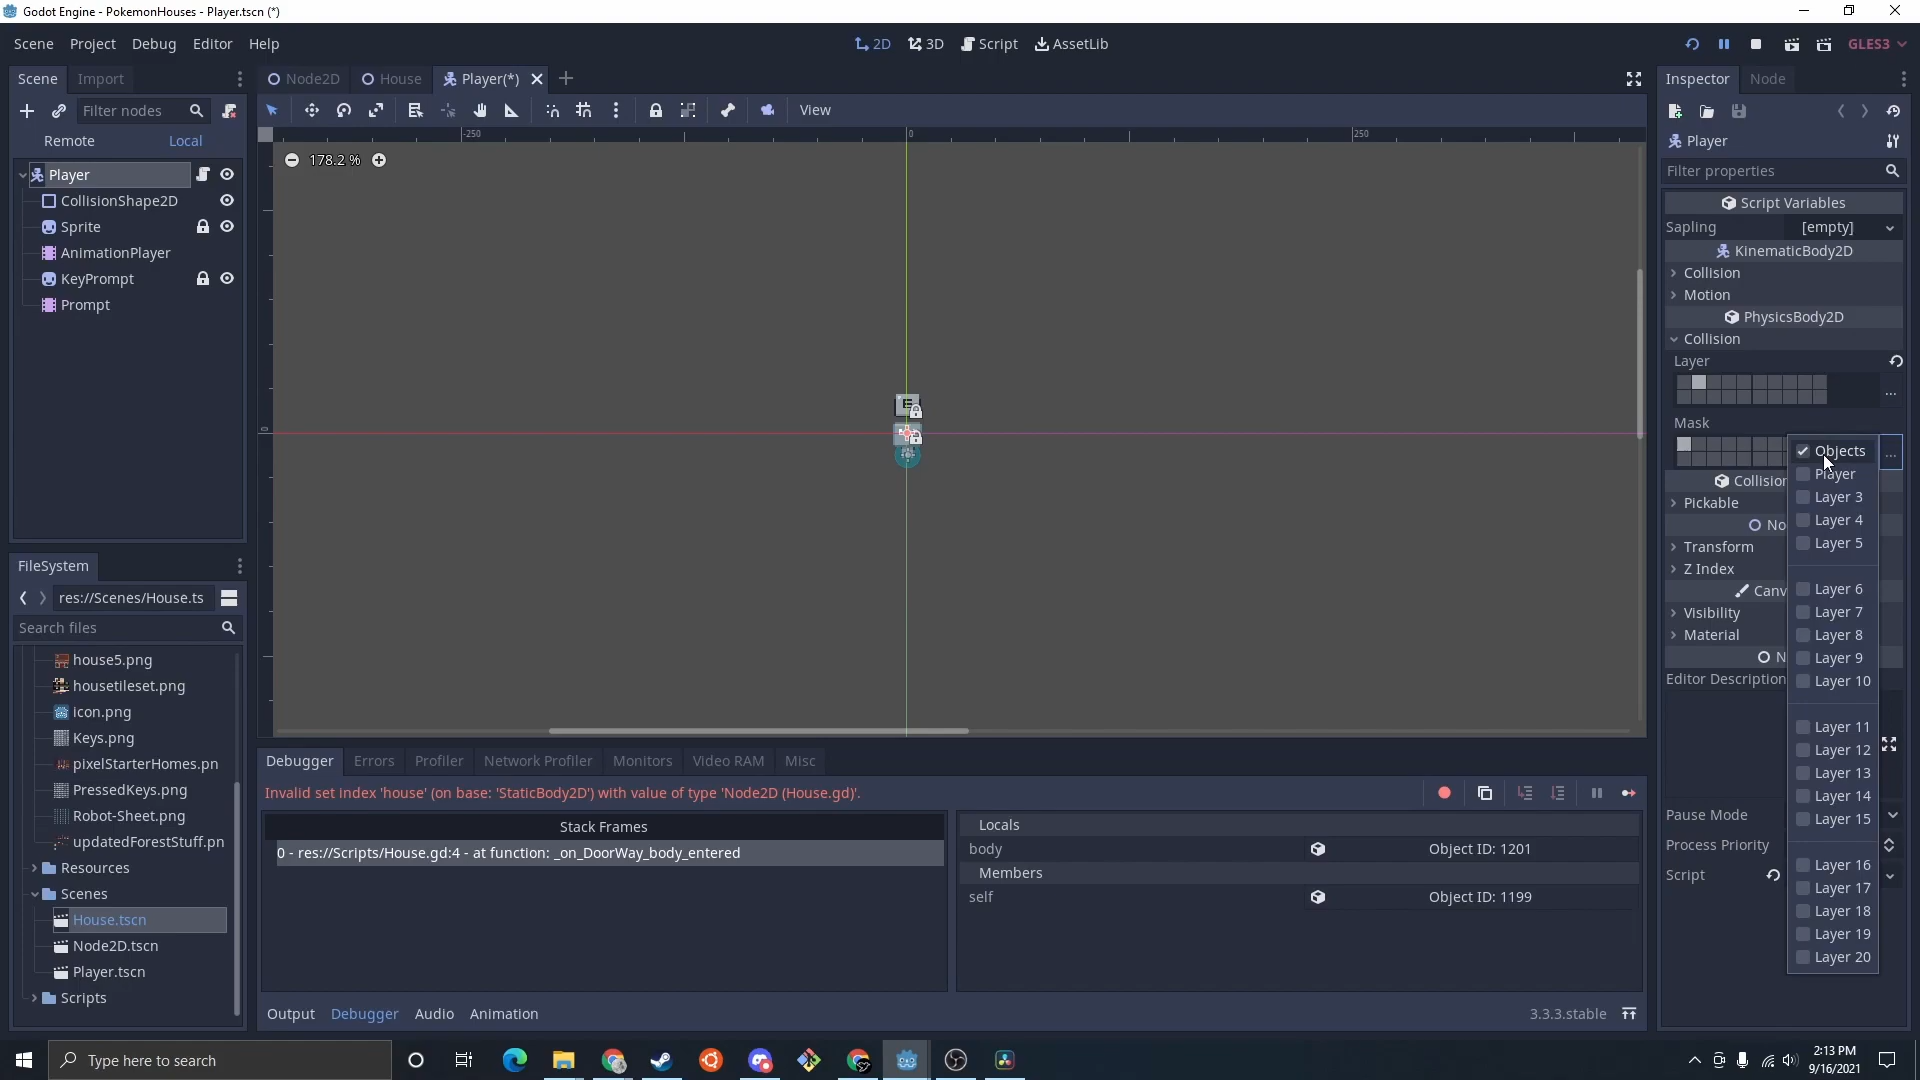 Godot Engine - PokemonHouses - Player.tscn (*)
Scene Project Debug Editor Help
2D 3D Script AssetLib
GLES3
Scene Import
Node2D House Player(*)
Inspector Node
Filter nodes
View
Remote Local
Player
-250 0 250
178.2 %
0
Player
CollisionShape2D
Sprite
AnimationPlayer
KeyPrompt
Prompt
Filter properties
Script Variables
Sapling [empty]
KinematicBody2D
Collision
Motion
PhysicsBody2D
Collision
Layer
...
Mask
...
Pickable
Transform
Z Index
Visibility
Material
Editor Description
Pause Mode
Process Priority
Script
Objects
Player
Layer 3
Layer 4
Layer 5
Layer 6
Layer 7
Layer 8
Layer 9
Layer 10
Layer 11
Layer 12
Layer 13
Layer 14
Layer 15
Layer 16
Layer 17
Layer 18
Layer 19
Layer 20
FileSystem
res://Scenes/House.ts
Search files
house5.png
housetileset.png
icon.png
Keys.png
pixelStarterHomes.pn
PressedKeys.png
Robot-Sheet.png
updatedForestStuff.pn
Resources
Scenes
House.tscn
Node2D.tscn
Player.tscn
Scripts
Debugger Errors Profiler Network Profiler Monitors Video RAM Misc
Invalid set index 'house' (on base: 'StaticBody2D') with value of type 'Node2D (House.gd)'.
Stack Frames
0 - res://Scripts/House.gd:4 - at function: _on_DoorWay_body_entered
Locals
body Object ID: 1201
Members
self Object ID: 1199
Output Debugger Audio Animation
3.3.3.stable
Type here to search
2:13 PM
9/16/2021